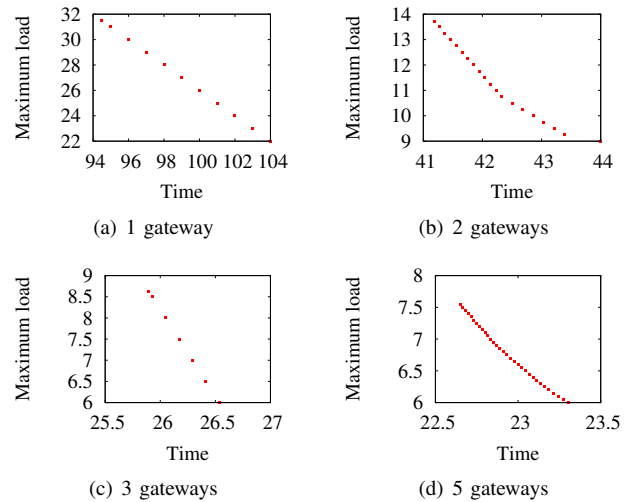 32
30
28
26
24
22
Maximum load
94 96 98 100 102 104
Time
(a) 1 gateway
14
13
12
11
10
9
Maximum load
41 42 43 44
Time
(b) 2 gateways
9
8.5
8
7.5
7
6.5
6
Maximum load
25.5 26 26.5 27
Time
(c) 3 gateways
8
7.5
7
6.5
6
Maximum load
22.5 23 23.5
Time
(d) 5 gateways